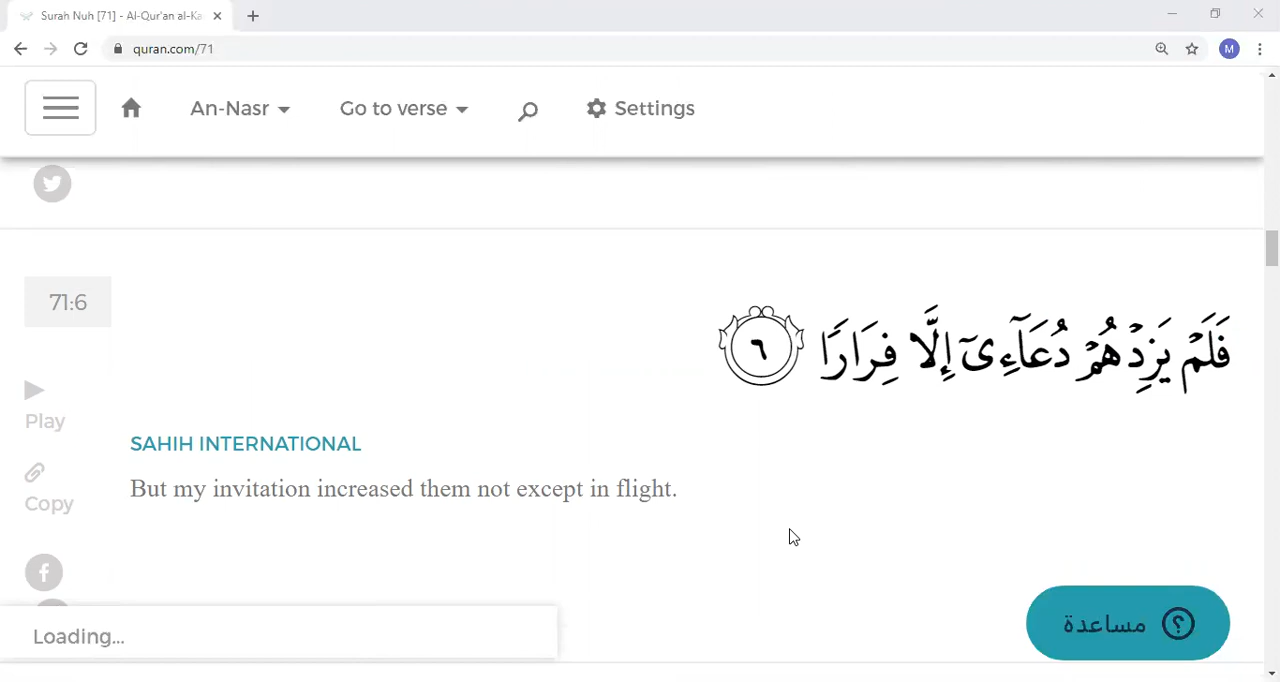 Surah Nuh [71] - Al-Qur'an al-Ka
quran.com/71
M
An-Nasr
Go to verse
Settings
71:6
فَلَمۡ يَزِدۡهُمۡ دُعَآءِىٓ إِلَّا فِرَارًا ٦
Play
SAHIH INTERNATIONAL
But my invitation increased them not except in flight.
Copy
f
مساعدة
Loading...